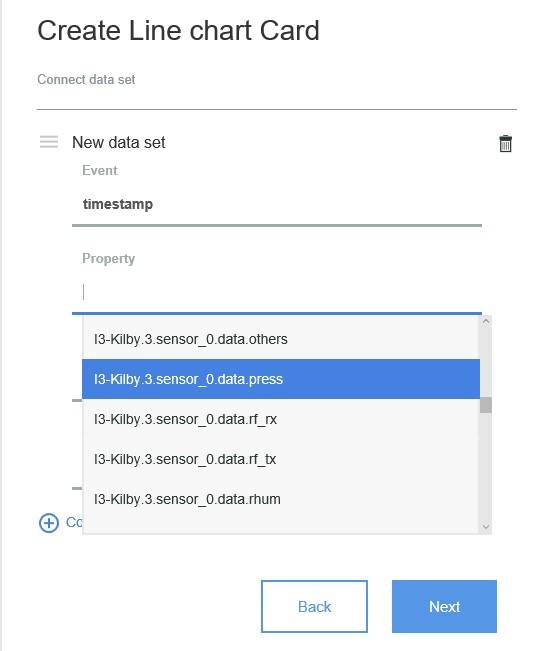 Create Line chart Card
Connect data set
New data set
Event
timestamp
Property
I3-Kilby.3.sensor_0.data.others
I3-Kilby.3.sensor_0.data.press
I3-Kilby.3.sensor_0.data.rf_rx
I3-Kilby.3.sensor_0.data.rf_tx
I3-Kilby.3.sensor_0.data.rhum
Back
Next